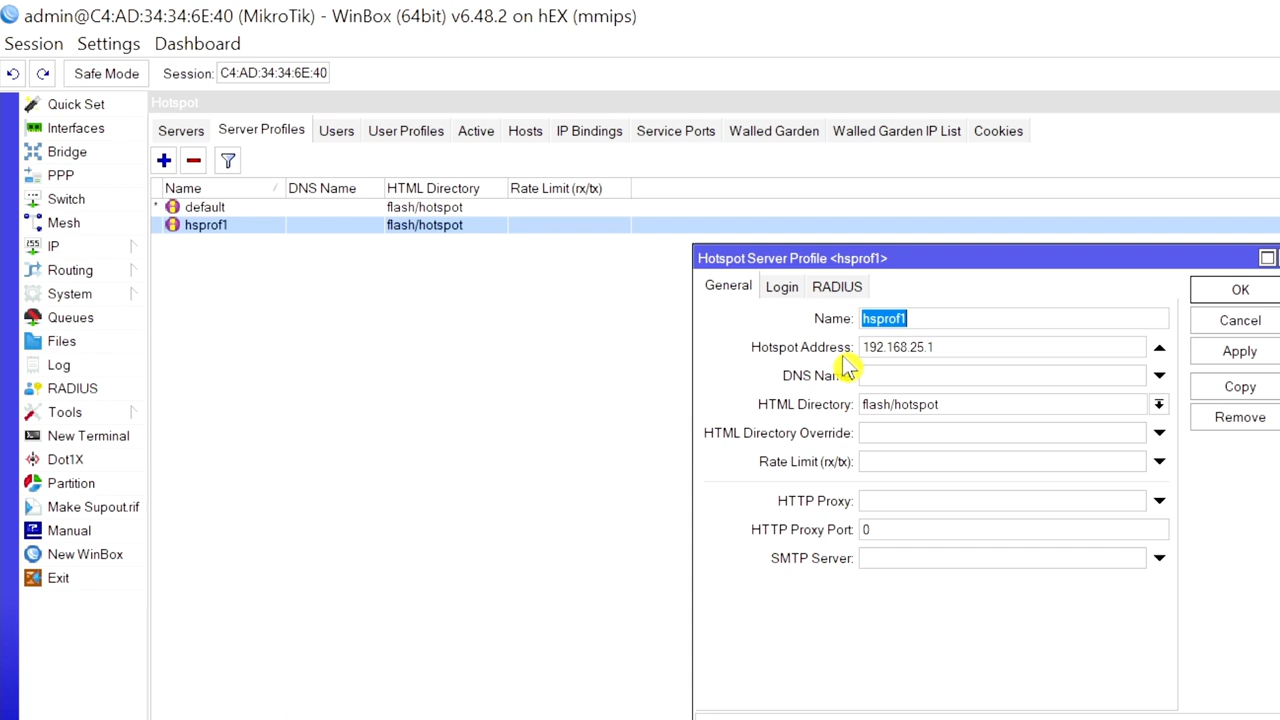 admin@C4:AD:34:34:6E:40 (MikroTik) - WinBox (64bit) v6.48.2 on hEX (mmips)
Session Settings Dashboard
Safe Mode Session: C4:AD:34:34:6E:40
Quick Set
Interfaces
Bridge
PPP
Switch
Mesh
IP
Routing
System
Queues
Files
Log
RADIUS
Tools
New Terminal
Dot1X
Partition
Make Supout.rif
Manual
New WinBox
Exit
Hotspot
Servers Server Profiles Users User Profiles Active Hosts IP Bindings Service Ports Walled Garden Walled Garden IP List Cookies
Name DNS Name HTML Directory Rate Limit (rx/tx)
* default flash/hotspot
hsprof1 flash/hotspot
Hotspot Server Profile <hsprof1>
General Login RADIUS
Name: hsprof1
Hotspot Address: 192.168.25.1
DNS Name:
HTML Directory: flash/hotspot
HTML Directory Override:
Rate Limit (rx/tx):
HTTP Proxy:
HTTP Proxy Port: 0
SMTP Server:
OK
Cancel
Apply
Copy
Remove